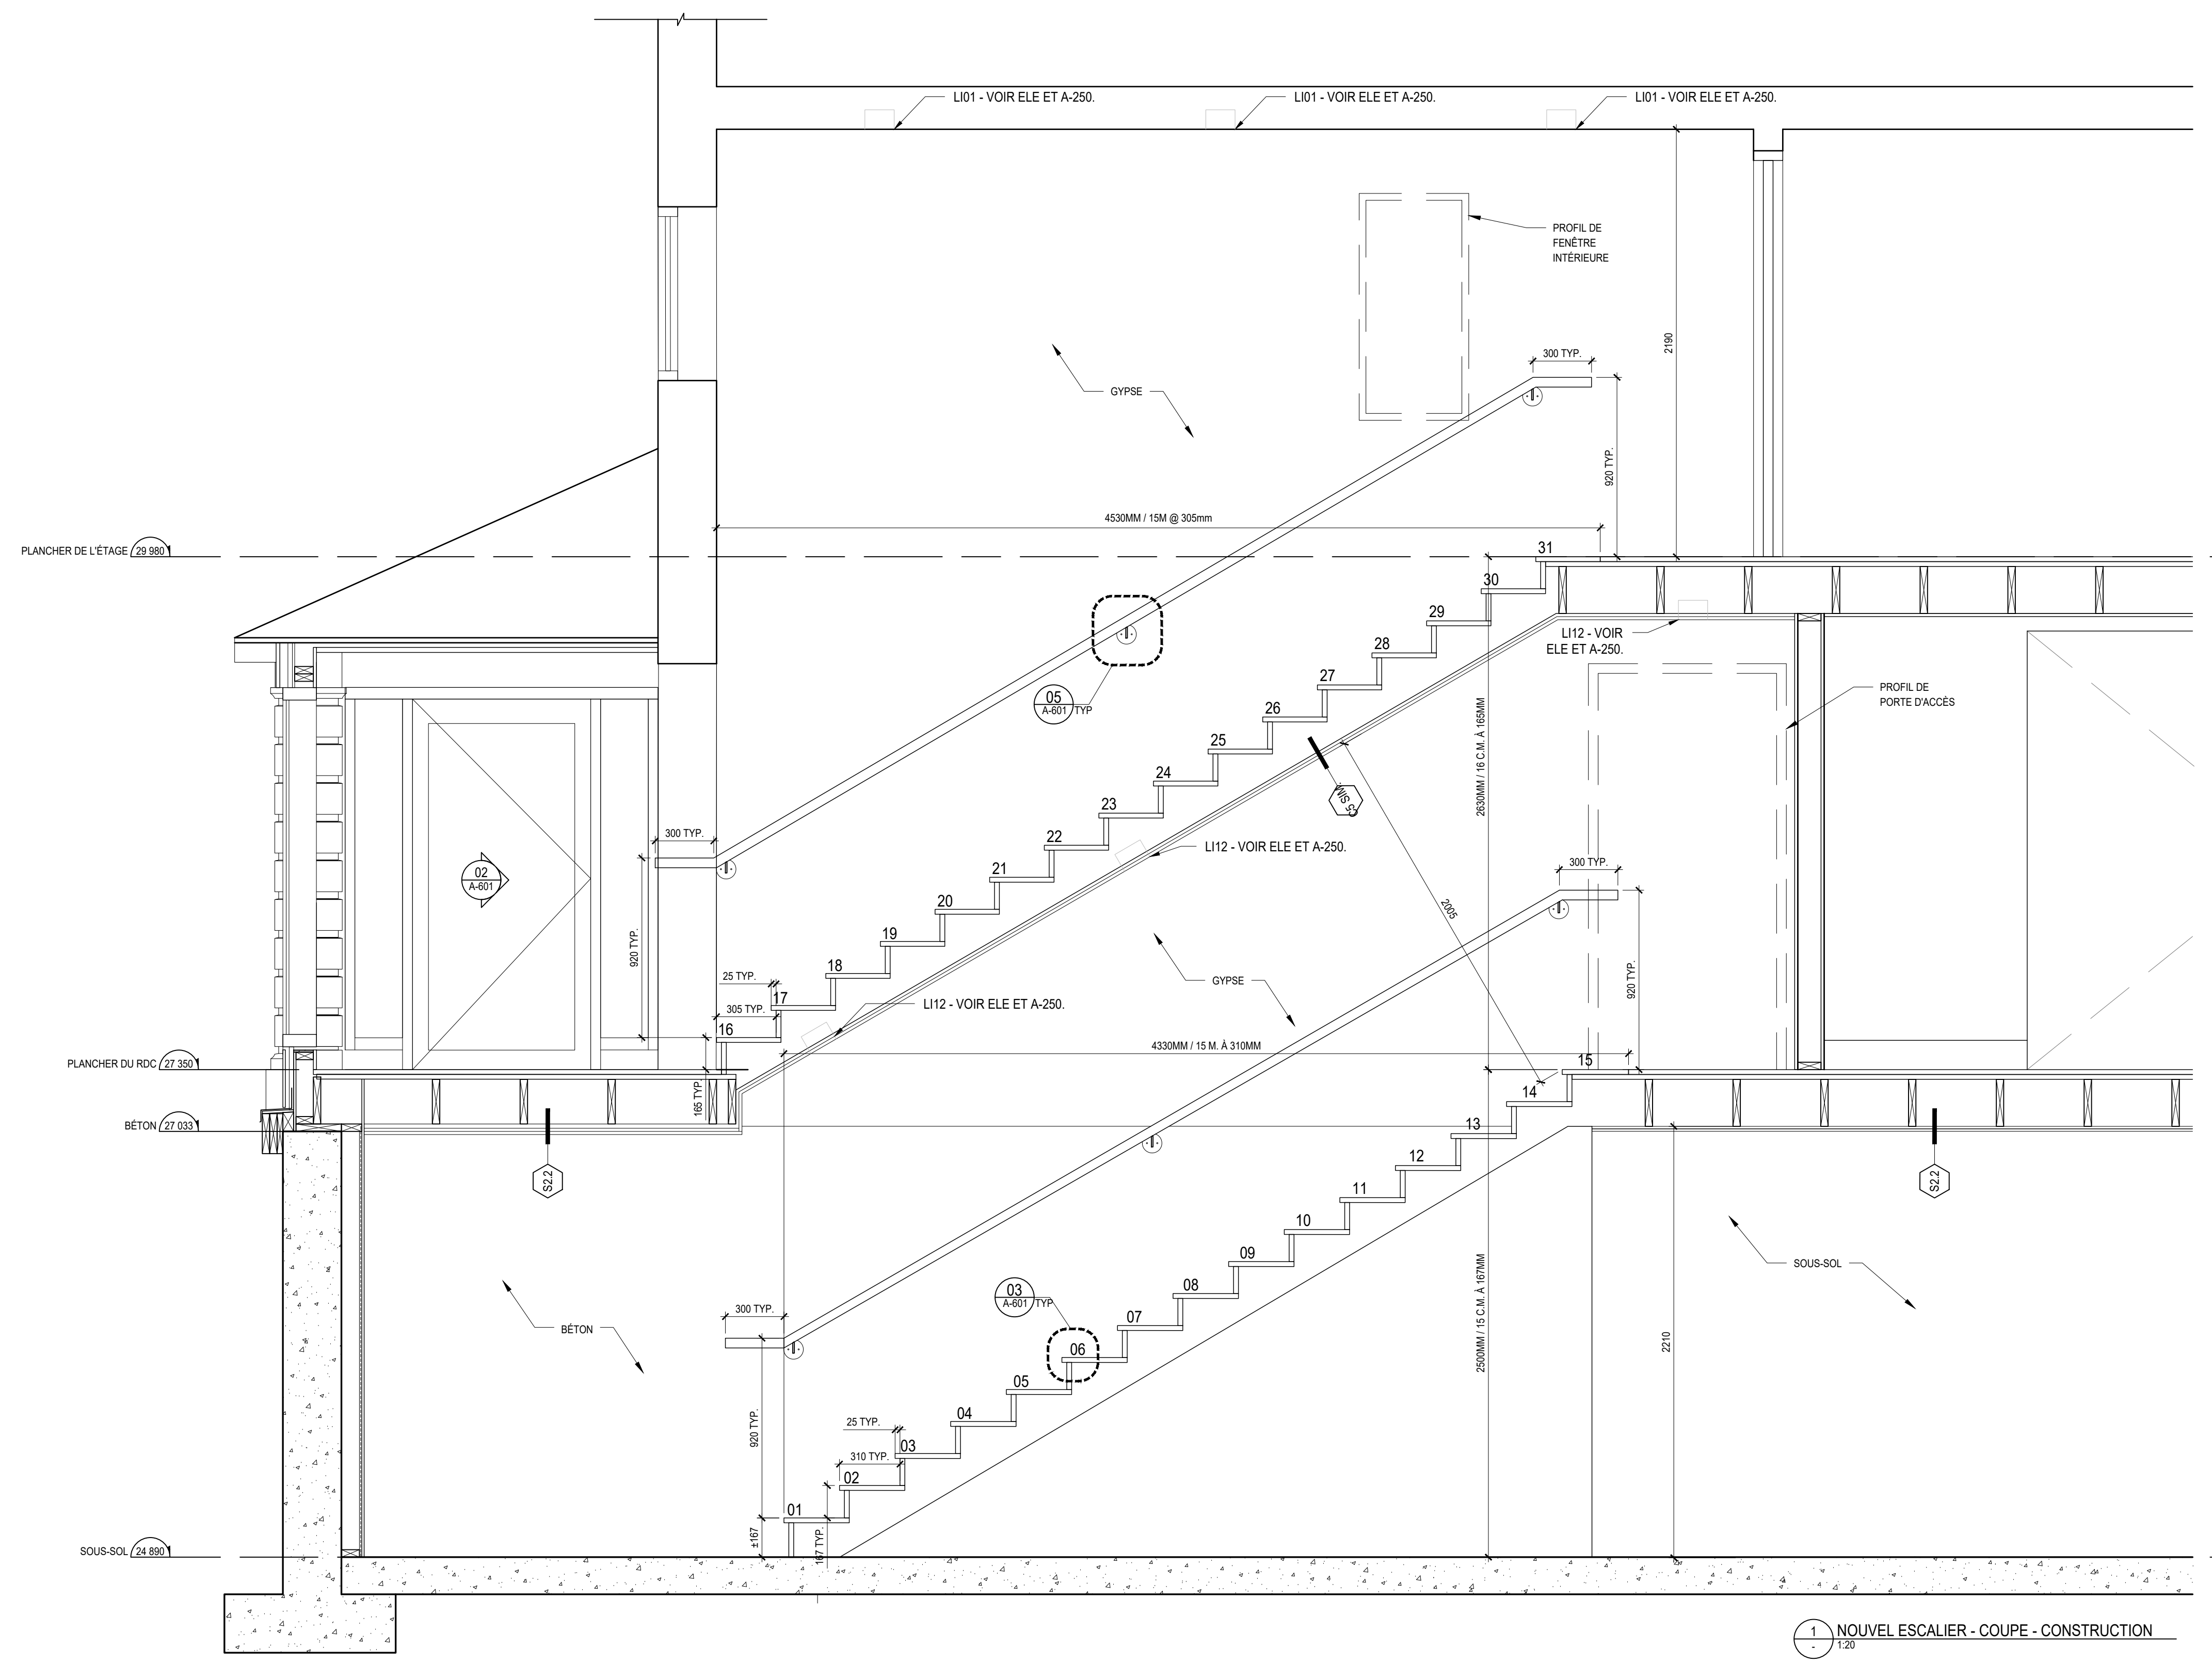 LI01 - VOIR ELE ET A-250.
LI01 - VOIR ELE ET A-250.
LI01 - VOIR ELE ET A-250.
PROFIL DE
FENÊTRE
INTÉRIEURE
2190
300 TYP.
GYPSE
920 TYP.
4530MM / 15M @ 305mm
PLANCHER DE L'ÉTAGE
29 980
31
30
29
28
27
26
25
24
23
22
21
20
19
18
17
16
LI12 - VOIR
ELE ET A-250.
PROFIL DE
PORTE D'ACCÈS
05
A-601
TYP
2630MM / 16 C.M. À 165MM
C5 SIM.
300 TYP.
LI12 - VOIR ELE ET A-250.
02
A-601
300 TYP.
2005
920 TYP.
920 TYP.
25 TYP.
305 TYP.
GYPSE
LI12 - VOIR ELE ET A-250.
4330MM / 15 M. À 310MM
PLANCHER DU RDC
27 350
165 TYP.
BÉTON
27 033
15
14
13
12
11
10
09
08
07
06
05
04
03
02
01
S2.2
S2.2
SOUS-SOL
03
A-601
TYP
300 TYP.
BÉTON
2500MM / 15 C.M. À 167MM
2210
920 TYP.
25 TYP.
310 TYP.
±167
167 TYP.
SOUS-SOL
24 890
1
-
NOUVEL ESCALIER - COUPE - CONSTRUCTION
1:20